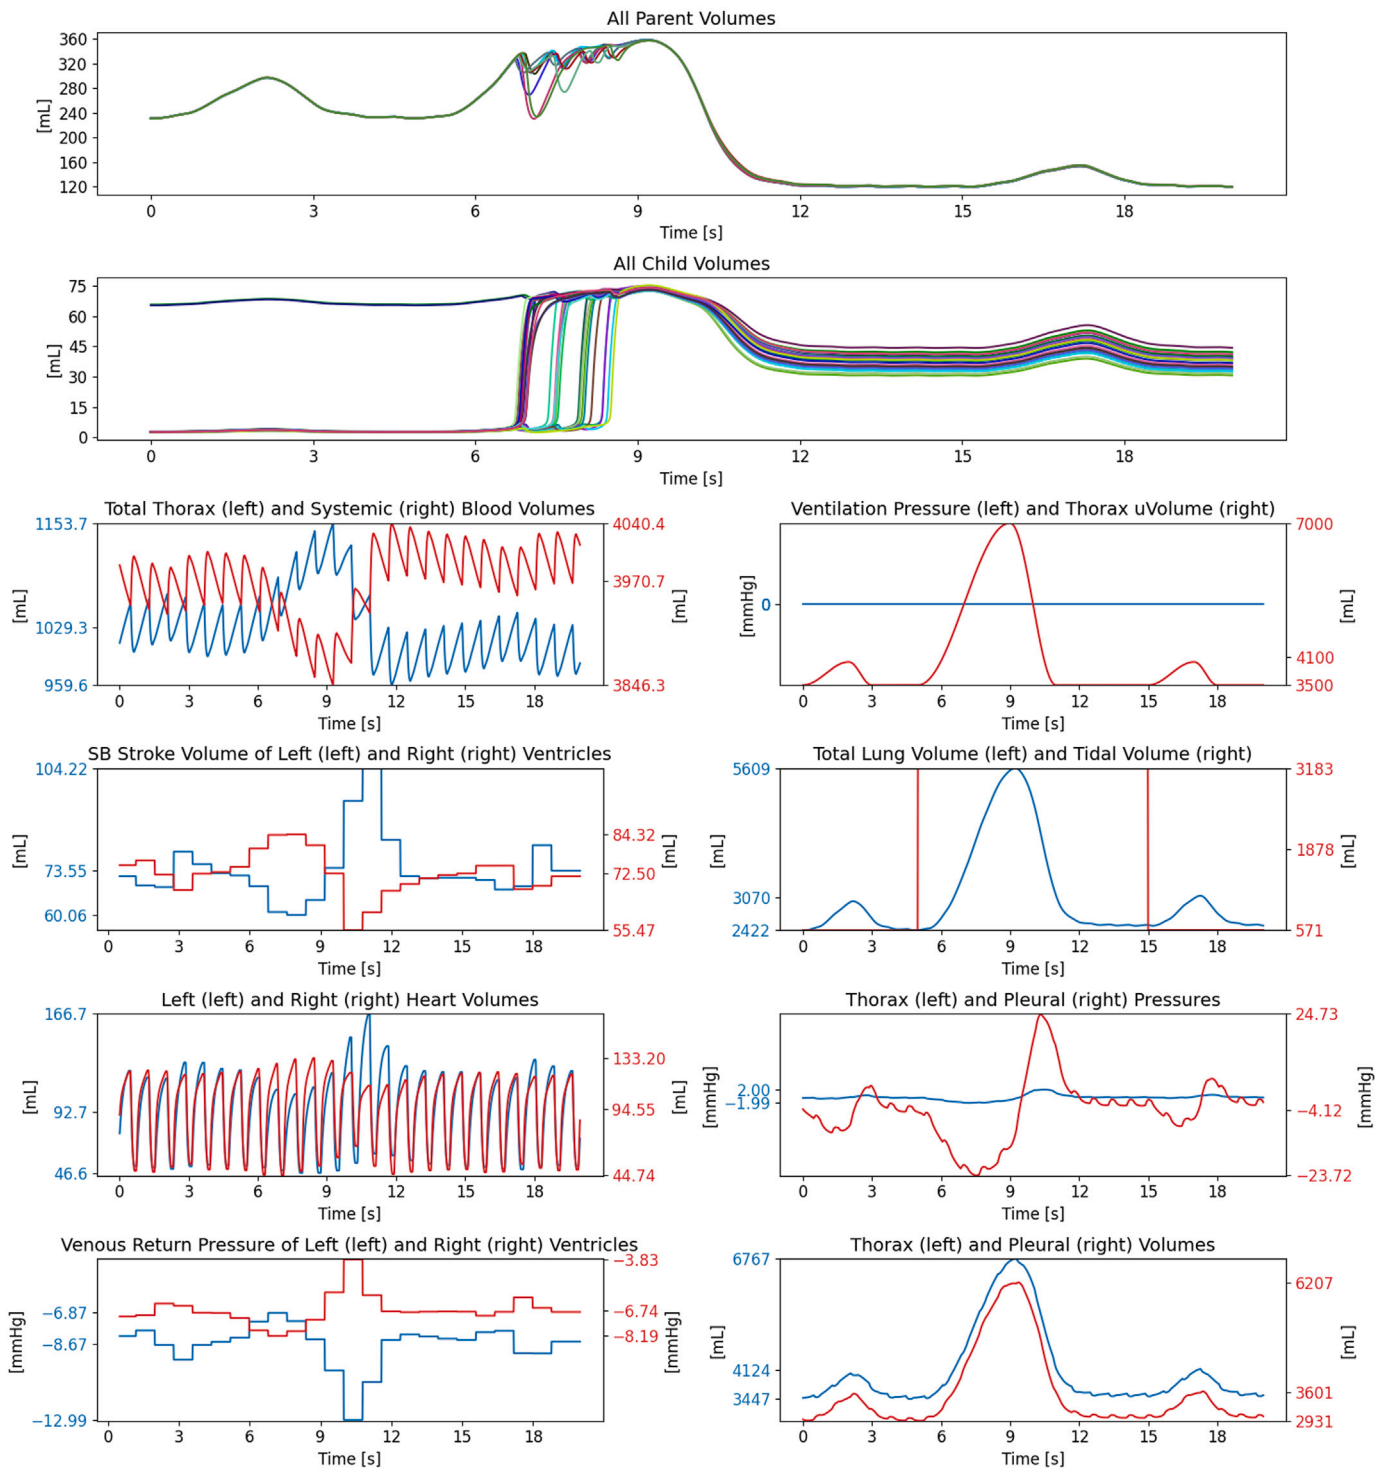 All Parent Volumes
360
320
280
240
200
160
120
[mL]
0 3 6 9 12 15 18
Time [s]
All Child Volumes
75
60
45
30
15
0
[mL]
0 3 6 9 12 15 18
Time [s]
Total Thorax (left) and Systemic (right) Blood Volumes
1153.7
1029.3
959.6
[mL]
4040.4
3970.7
3846.3
[mL]
0 3 6 9 12 15 18
Time [s]
Ventilation Pressure (left) and Thorax uVolume (right)
0
[mmHg]
7000
4100
3500
[mL]
0 3 6 9 12 15 18
Time [s]
SB Stroke Volume of Left (left) and Right (right) Ventricles
104.22
73.55
60.06
[mL]
84.32
72.50
55.47
[mL]
0 3 6 9 12 15 18
Time [s]
Total Lung Volume (left) and Tidal Volume (right)
5609
3070
2422
[mL]
3183
1878
571
[mL]
0 3 6 9 12 15 18
Time [s]
Left (left) and Right (right) Heart Volumes
166.7
92.7
46.6
[mL]
133.20
94.55
44.74
[mL]
0 3 6 9 12 15 18
Time [s]
Thorax (left) and Pleural (right) Pressures
2.00
−1.99
[mmHg]
24.73
−4.12
−23.72
[mmHg]
0 3 6 9 12 15 18
Time [s]
Venous Return Pressure of Left (left) and Right (right) Ventricles
−6.87
−8.67
−12.99
[mmHg]
−3.83
−6.74
−8.19
[mmHg]
0 3 6 9 12 15 18
Time [s]
Thorax (left) and Pleural (right) Volumes
6767
4124
3447
[mL]
6207
3601
2931
[mL]
0 3 6 9 12 15 18
Time [s]